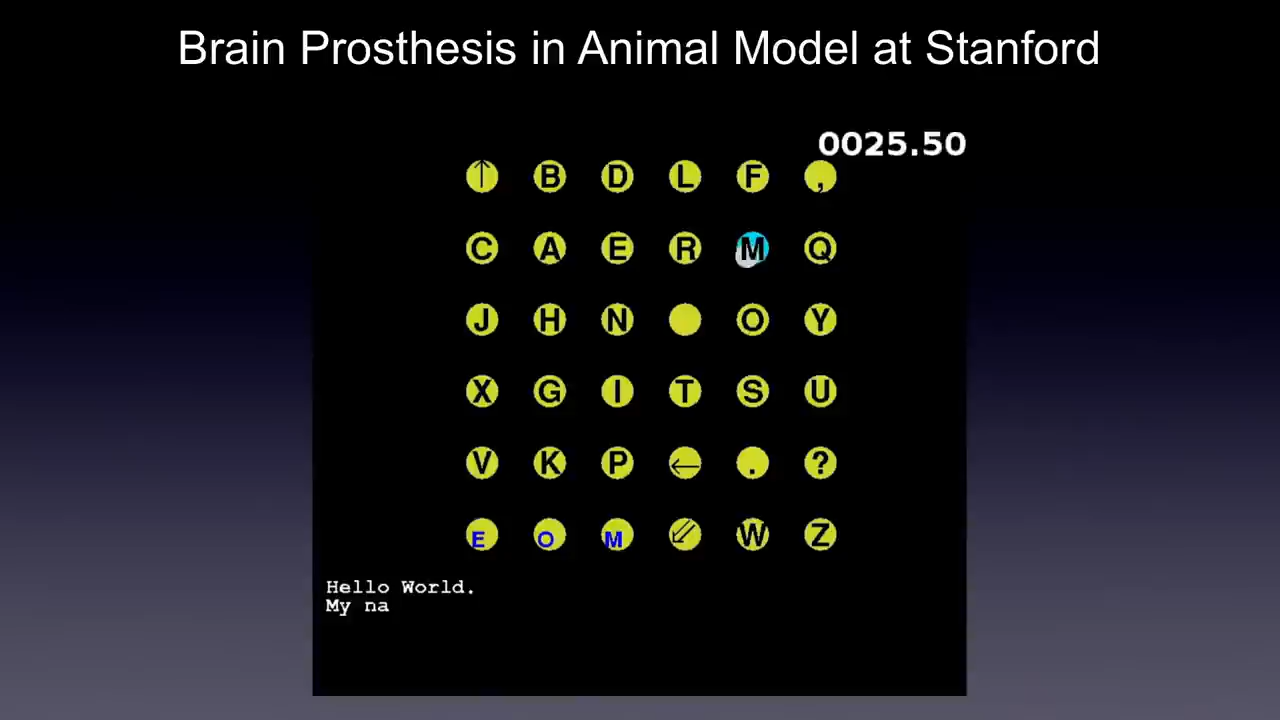 Brain Prosthesis in Animal Model at Stanford
0025.50
↑ B D L F ,
C A E R M Q
J H N O Y
X G I T S U
V K P ← . ?
E O M ⇙ W Z
Hello World.
My na